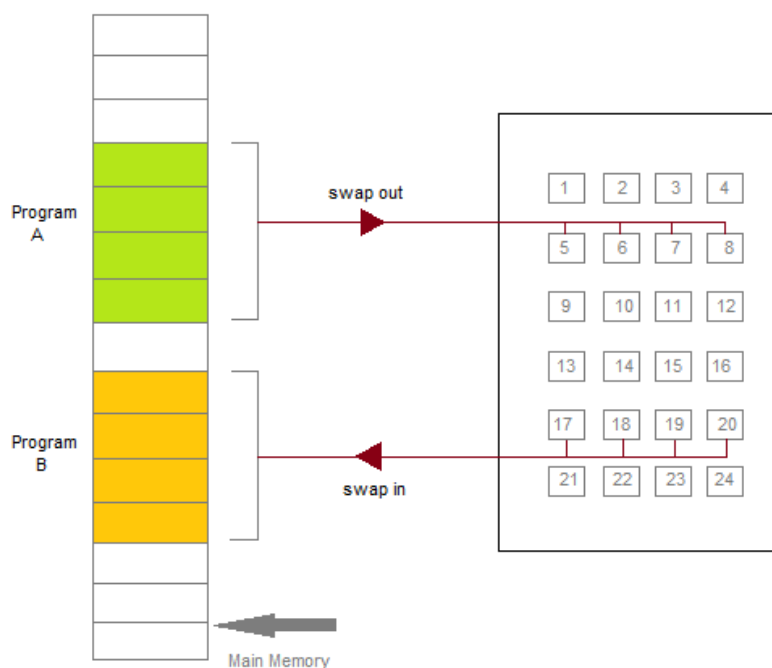 Program
A
swap out
1 2 3 4
5 6 7 8
9 10 11 12
13 14 15 16
Program
B
17 18 19 20
swap in
21 22 23 24
Main Memory